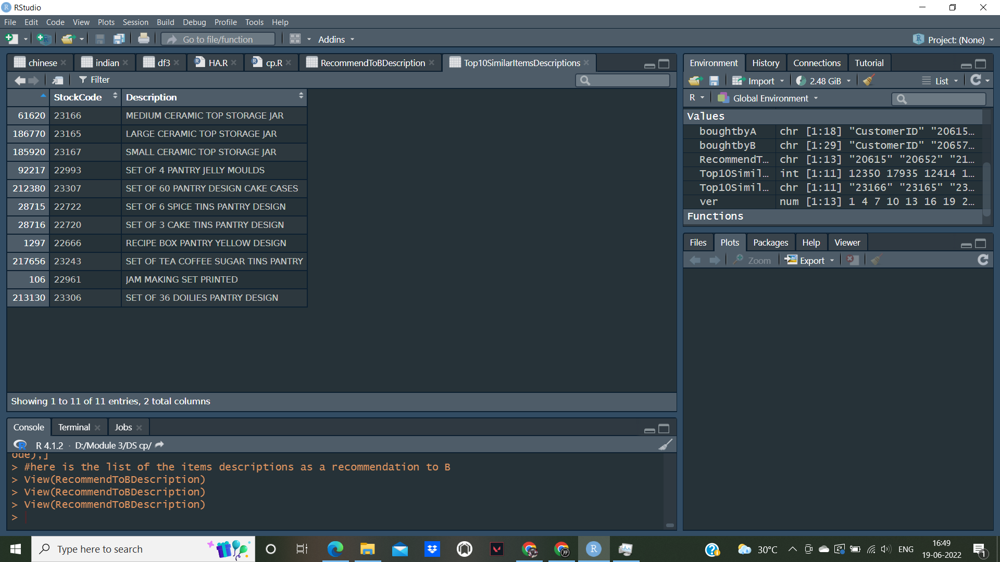 RStudio
File Edit Code View Plots Session Build Debug Profile Tools Help
Go to file/function Addins Project: (None)
chinese indian df3 HA.R cp.R RecommendToBDescription Top10SimilarItemsDescriptions
Filter
StockCode Description
61620 23166 MEDIUM CERAMIC TOP STORAGE JAR
186770 23165 LARGE CERAMIC TOP STORAGE JAR
185920 23167 SMALL CERAMIC TOP STORAGE JAR
92217 22993 SET OF 4 PANTRY JELLY MOULDS
212380 23307 SET OF 60 PANTRY DESIGN CAKE CASES
28715 22722 SET OF 6 SPICE TINS PANTRY DESIGN
28716 22720 SET OF 3 CAKE TINS PANTRY DESIGN
1297 22666 RECIPE BOX PANTRY YELLOW DESIGN
217656 23243 SET OF TEA COFFEE SUGAR TINS PANTRY
106 22961 JAM MAKING SET PRINTED
213130 23306 SET OF 36 DOILIES PANTRY DESIGN
Showing 1 to 11 of 11 entries, 2 total columns
Console Terminal Jobs
R 4.1.2 · D:/Module 3/DS cp/
ode),]
> #here is the list of the items descriptions as a recommendation to B
> View(RecommendToBDescription)
> View(RecommendToBDescription)
> View(RecommendToBDescription)
>
Environment History Connections Tutorial
Import 2.48 GiB List
R Global Environment
Values
boughtbyA chr [1:18] "CustomerID" "20615…
boughtbyB chr [1:29] "CustomerID" "20657…
RecommendT… chr [1:13] "20615" "20652" "21…
Top10Simil… int [1:11] 12350 17935 12414 1…
Top10Simil… chr [1:11] "23166" "23165" "23…
ver num [1:13] 1 4 7 10 13 16 19 2…
Functions
Files Plots Packages Help Viewer
Zoom Export
Type here to search
30°C ENG 16:49
19-06-2022
1